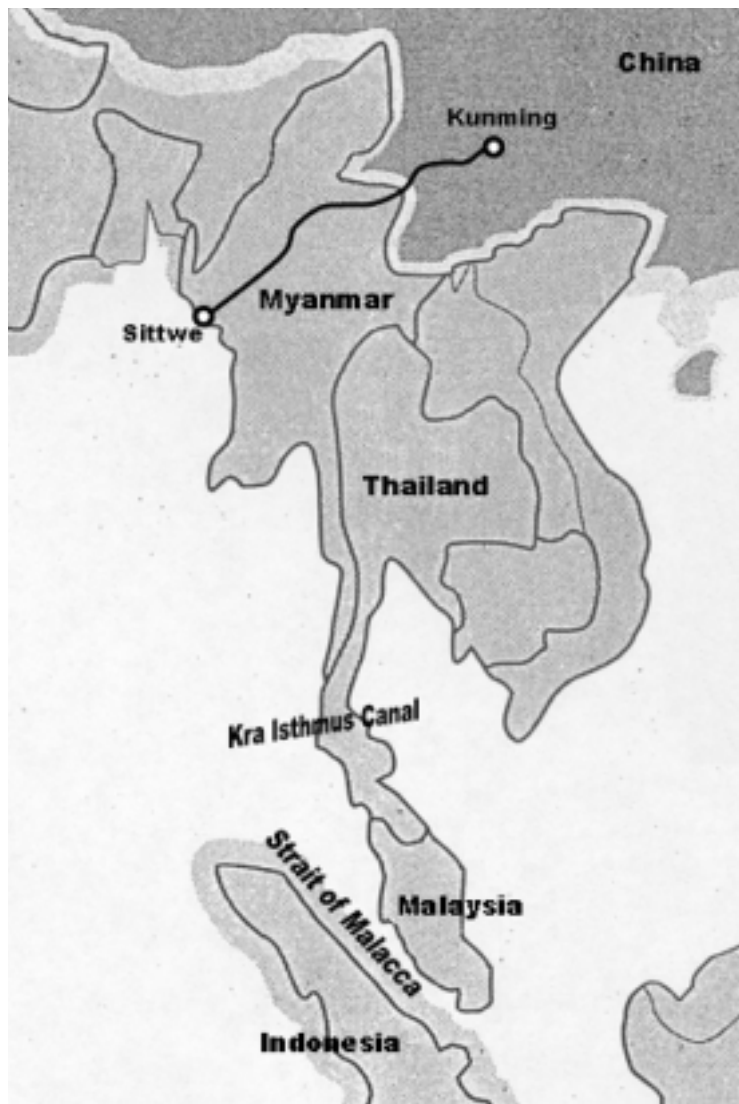 China
Kunming
Myanmar
Sittwe
Thailand
Kra Isthmus Canal
Strait of Malacca
Malaysia
Indonesia